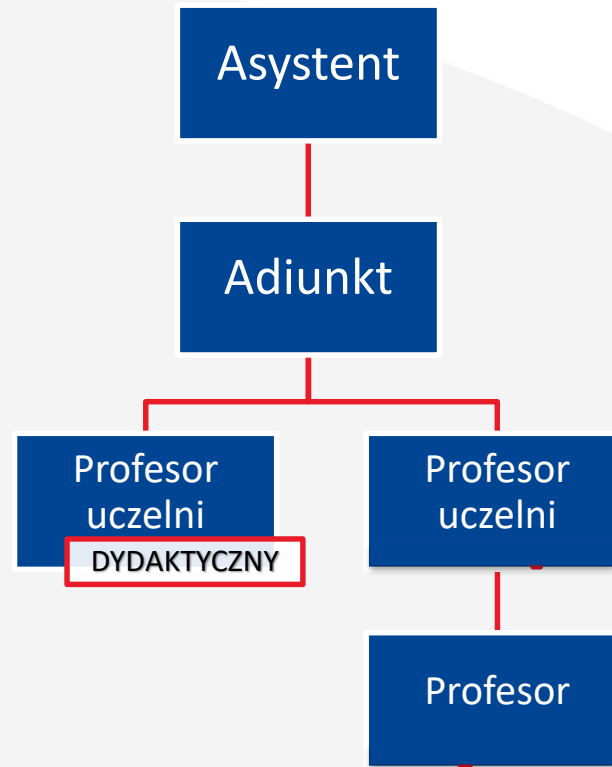 Asystent
Adiunkt
Profesor
uczelni
DYDAKTYCZNY
Profesor
uczelni
Profesor